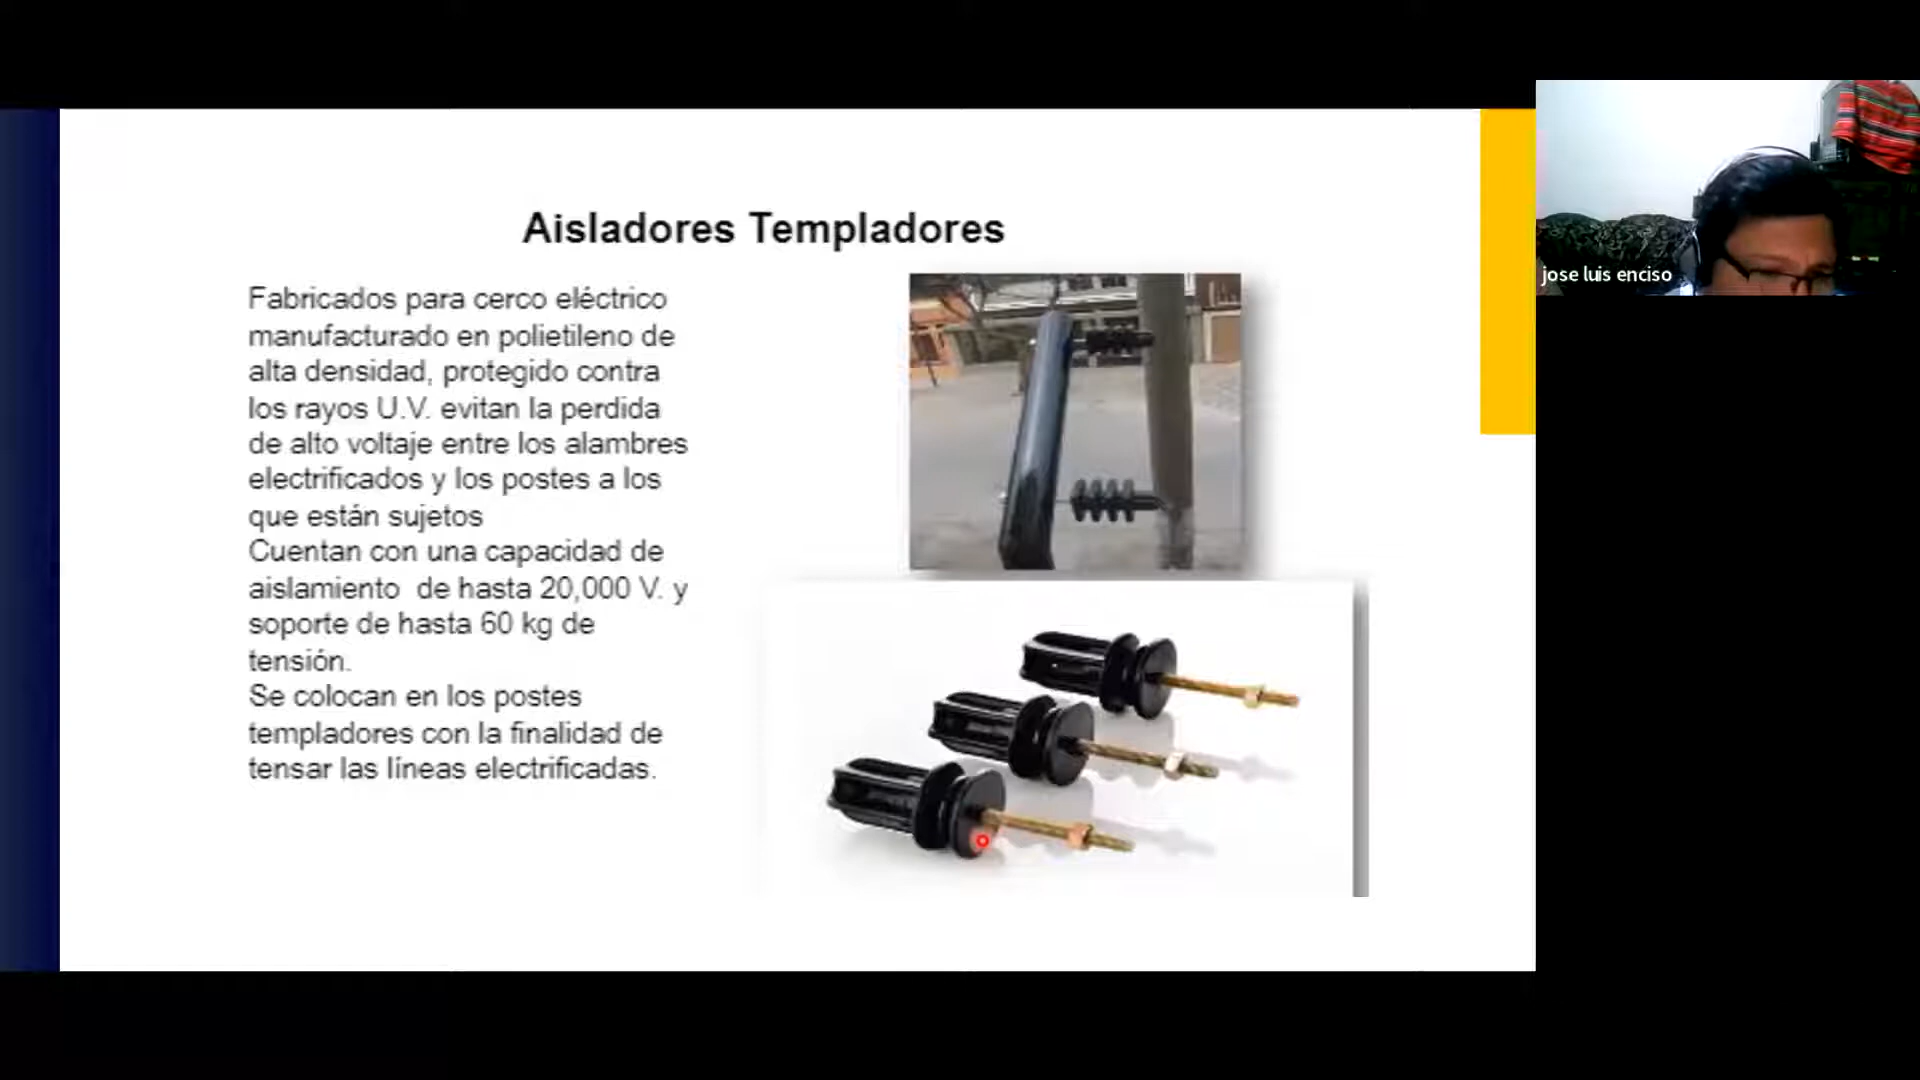 Aisladores Templadores
Fabricados para cerco eléctrico
manufacturado en polietileno de
alta densidad, protegido contra
los rayos U.V. evitan la perdida
de alto voltaje entre los alambres
electrificados y los postes a los
que están sujetos
Cuentan con una capacidad de
aislamiento  de hasta 20,000 V. y
soporte de hasta 60 kg de
tensión.
Se colocan en los postes
templadores con la finalidad de
tensar las líneas electrificadas.
jose luis enciso